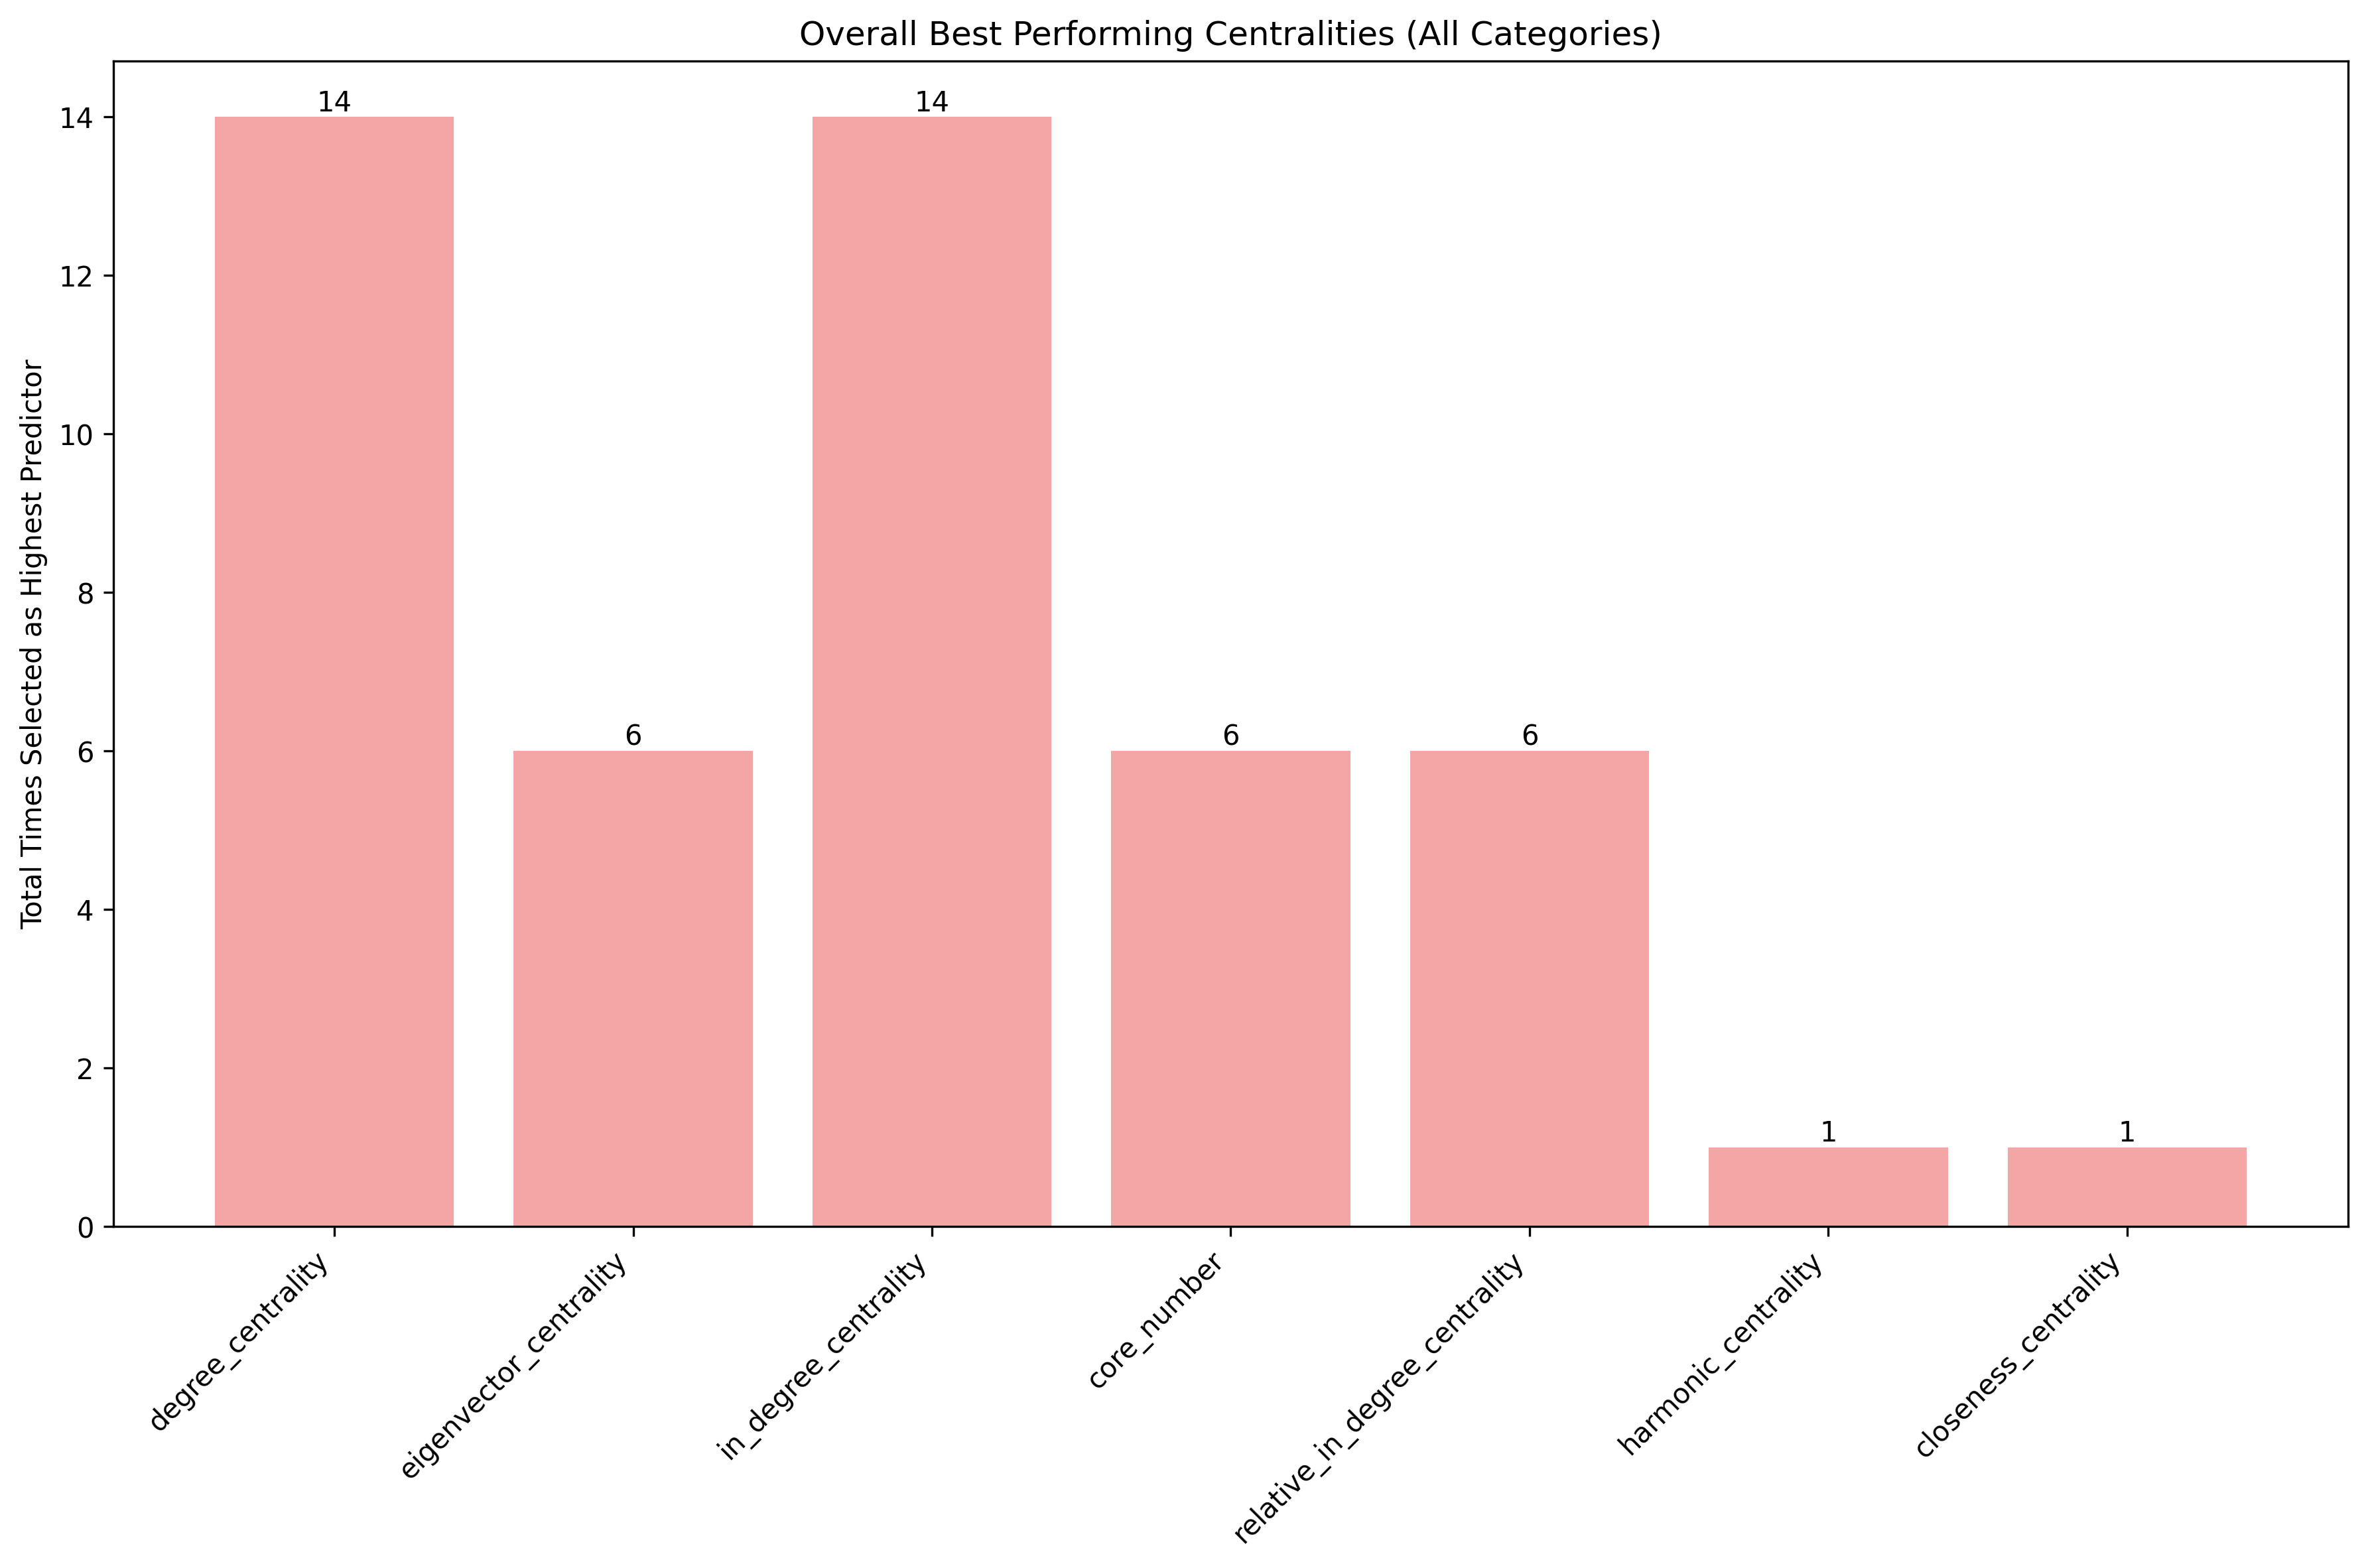 Overall Best Performing Centralities (All Categories)
Total Times Selected as Highest Predictor
14
12
10
8
6
4
2
0
14
6
14
6
6
1
1
degree_centrality
eigenvector_centrality
in_degree_centrality
core_number
relative_in_degree_centrality
harmonic_centrality
closeness_centrality